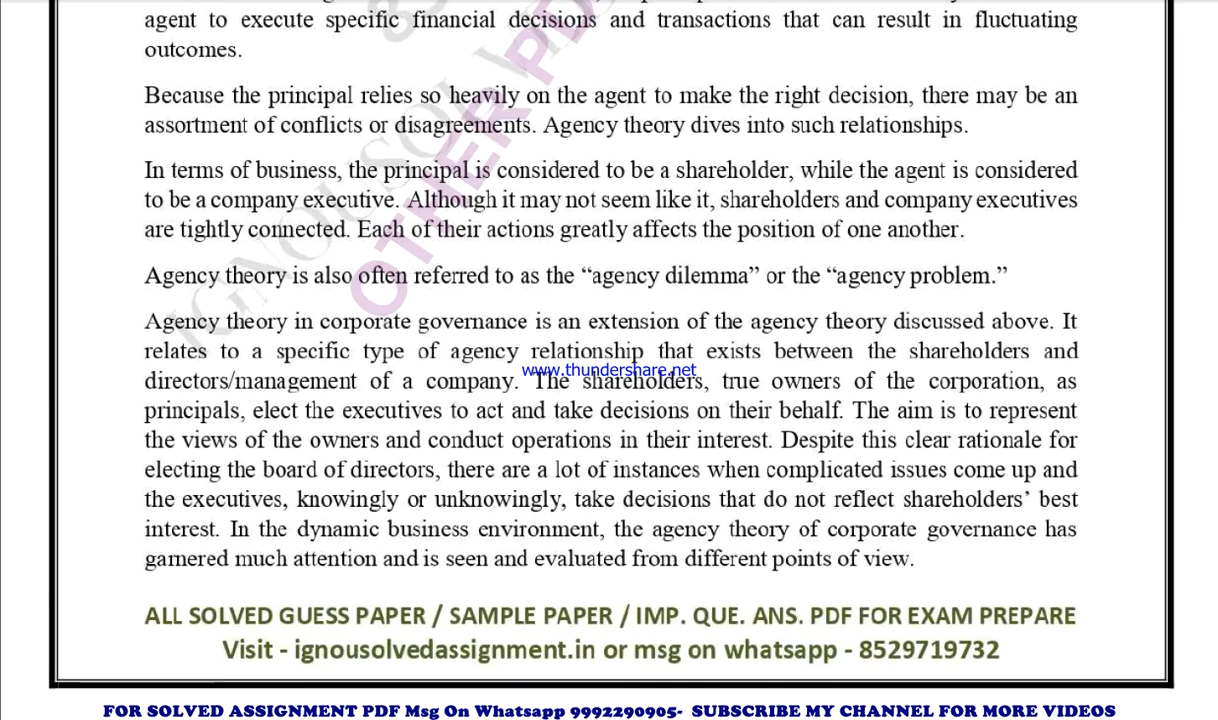 agent to execute specific financial decisions and transactions that can result in fluctuating
outcomes.
Because the principal relies so heavily on the agent to make the right decision, there may be an
assortment of conflicts or disagreements. Agency theory dives into such relationships.
In terms of business, the principal is considered to be a shareholder, while the agent is considered
to be a company executive. Although it may not seem like it, shareholders and company executives
are tightly connected. Each of their actions greatly affects the position of one another.
Agency theory is also often referred to as the “agency dilemma” or the “agency problem.”
Agency theory in corporate governance is an extension of the agency theory discussed above. It
relates to a specific type of agency relationship that exists between the shareholders and
www.thundershare.net
directors/management of a company. The shareholders, true owners of the corporation, as
principals, elect the executives to act and take decisions on their behalf. The aim is to represent
the views of the owners and conduct operations in their interest. Despite this clear rationale for
electing the board of directors, there are a lot of instances when complicated issues come up and
the executives, knowingly or unknowingly, take decisions that do not reflect shareholders’ best
interest. In the dynamic business environment, the agency theory of corporate governance has
garnered much attention and is seen and evaluated from different points of view.
ALL SOLVED GUESS PAPER / SAMPLE PAPER / IMP. QUE. ANS. PDF FOR EXAM PREPARE
Visit - ignousolvedassignment.in or msg on whatsapp - 8529719732
FOR SOLVED ASSIGNMENT PDF Msg On Whatsapp 9992290905- SUBSCRIBE MY CHANNEL FOR MORE VIDEOS
IGNOUSOLV
OTHER PD